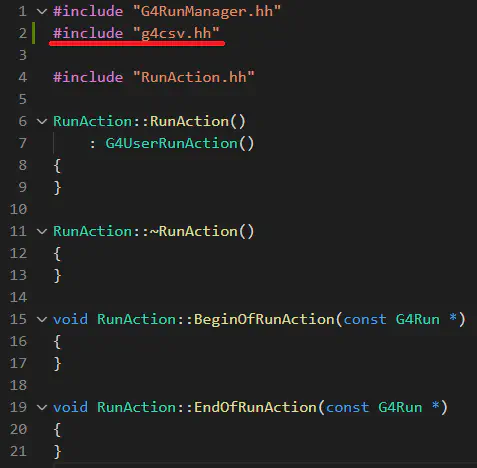 1 #include "G4RunManager.hh"
2 #include "g4csv.hh"
3
4 #include "RunAction.hh"
5
6 RunAction::RunAction()
7     : G4UserRunAction()
8 {
9 }
10
11 RunAction::~RunAction()
12 {
13 }
14
15 void RunAction::BeginOfRunAction(const G4Run *)
16 {
17 }
18
19 void RunAction::EndOfRunAction(const G4Run *)
20 {
21 }